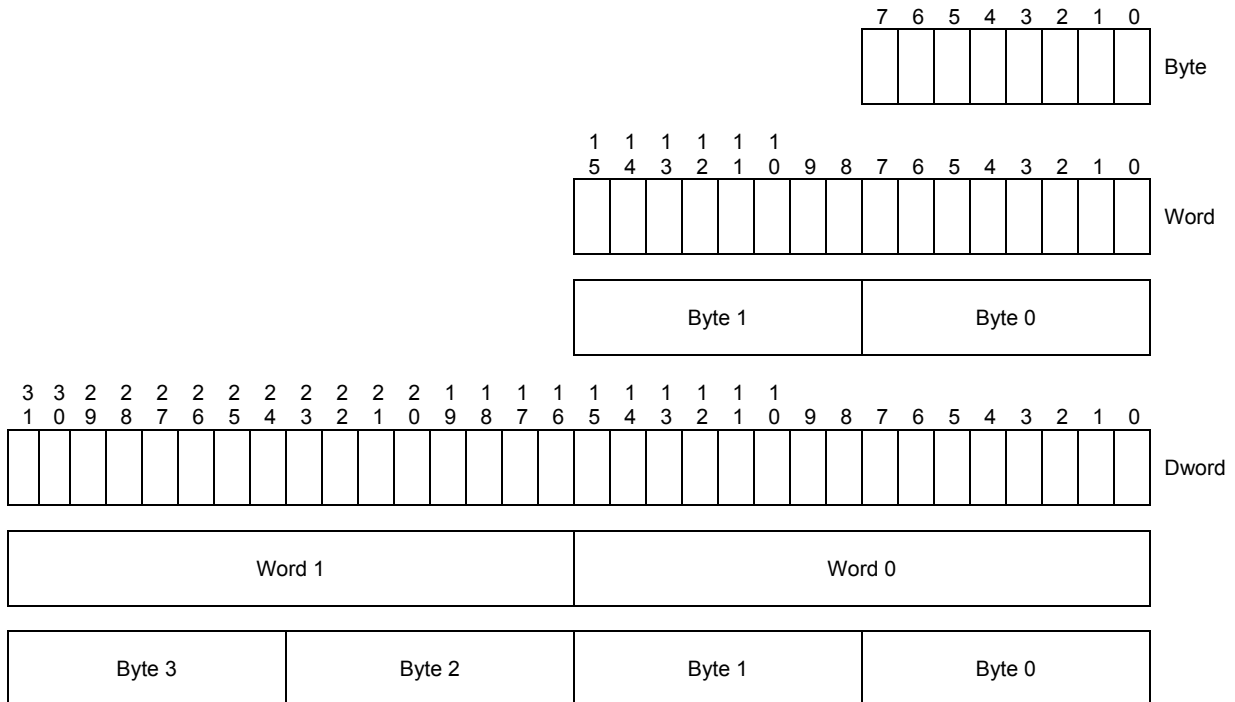 7 6 5 4 3 2 1 0
Byte
1 1 1 1 1 1
5 4 3 2 1 0 9 8 7 6 5 4 3 2 1 0
Word
Byte 1 Byte 0
3 3 2 2 2 2 2 2 2 2 2 2 1 1 1 1 1 1 1 1 1 1
1 0 9 8 7 6 5 4 3 2 1 0 9 8 7 6 5 4 3 2 1 0 9 8 7 6 5 4 3 2 1 0
Dword
Word 1 Word 0
Byte 3 Byte 2 Byte 1 Byte 0